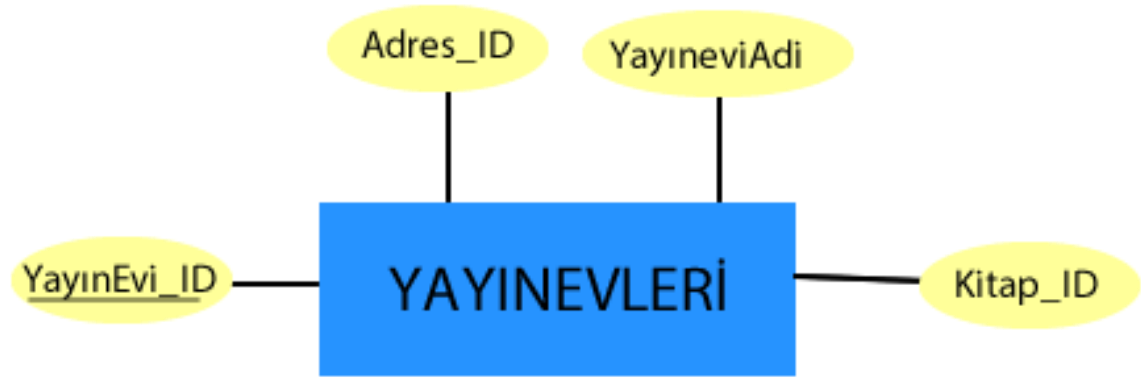 Adres_ID
YayıneviAdi
YayınEvi_ID
YAYINEVLERİ
Kitap_ID